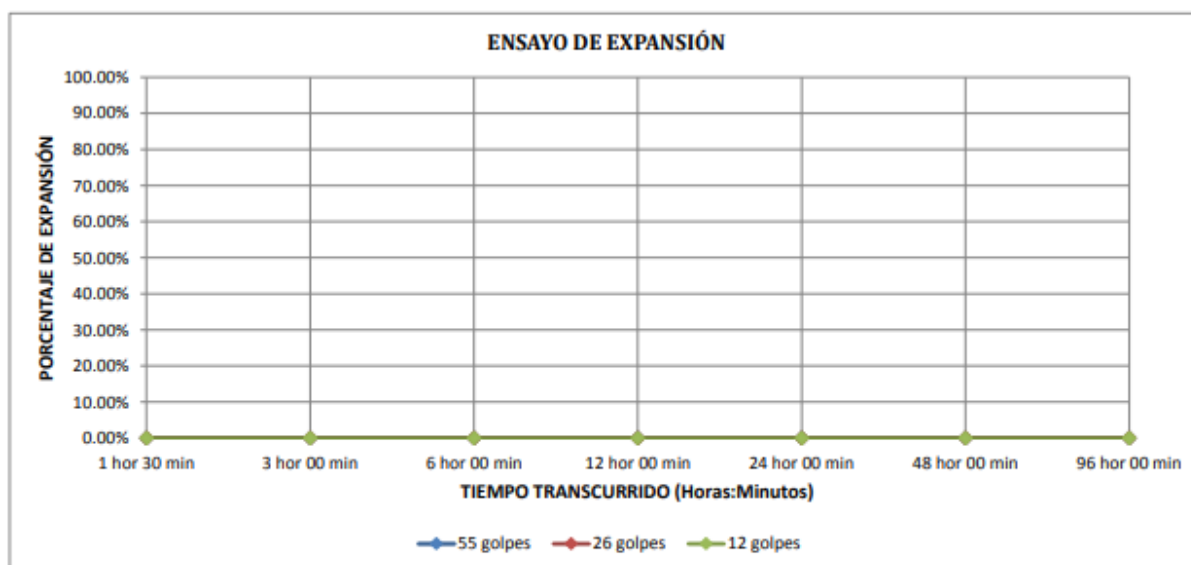 ENSAYO DE EXPANSIÓN
PORCENTAJE DE EXPANSIÓN
100.00%
90.00%
80.00%
70.00%
60.00%
50.00%
40.00%
30.00%
20.00%
10.00%
0.00%
1 hor 30 min 3 hor 00 min 6 hor 00 min 12 hor 00 min 24 hor 00 min 48 hor 00 min 96 hor 00 min
TIEMPO TRANSCURRIDO (Horas:Minutos)
55 golpes 26 golpes 12 golpes